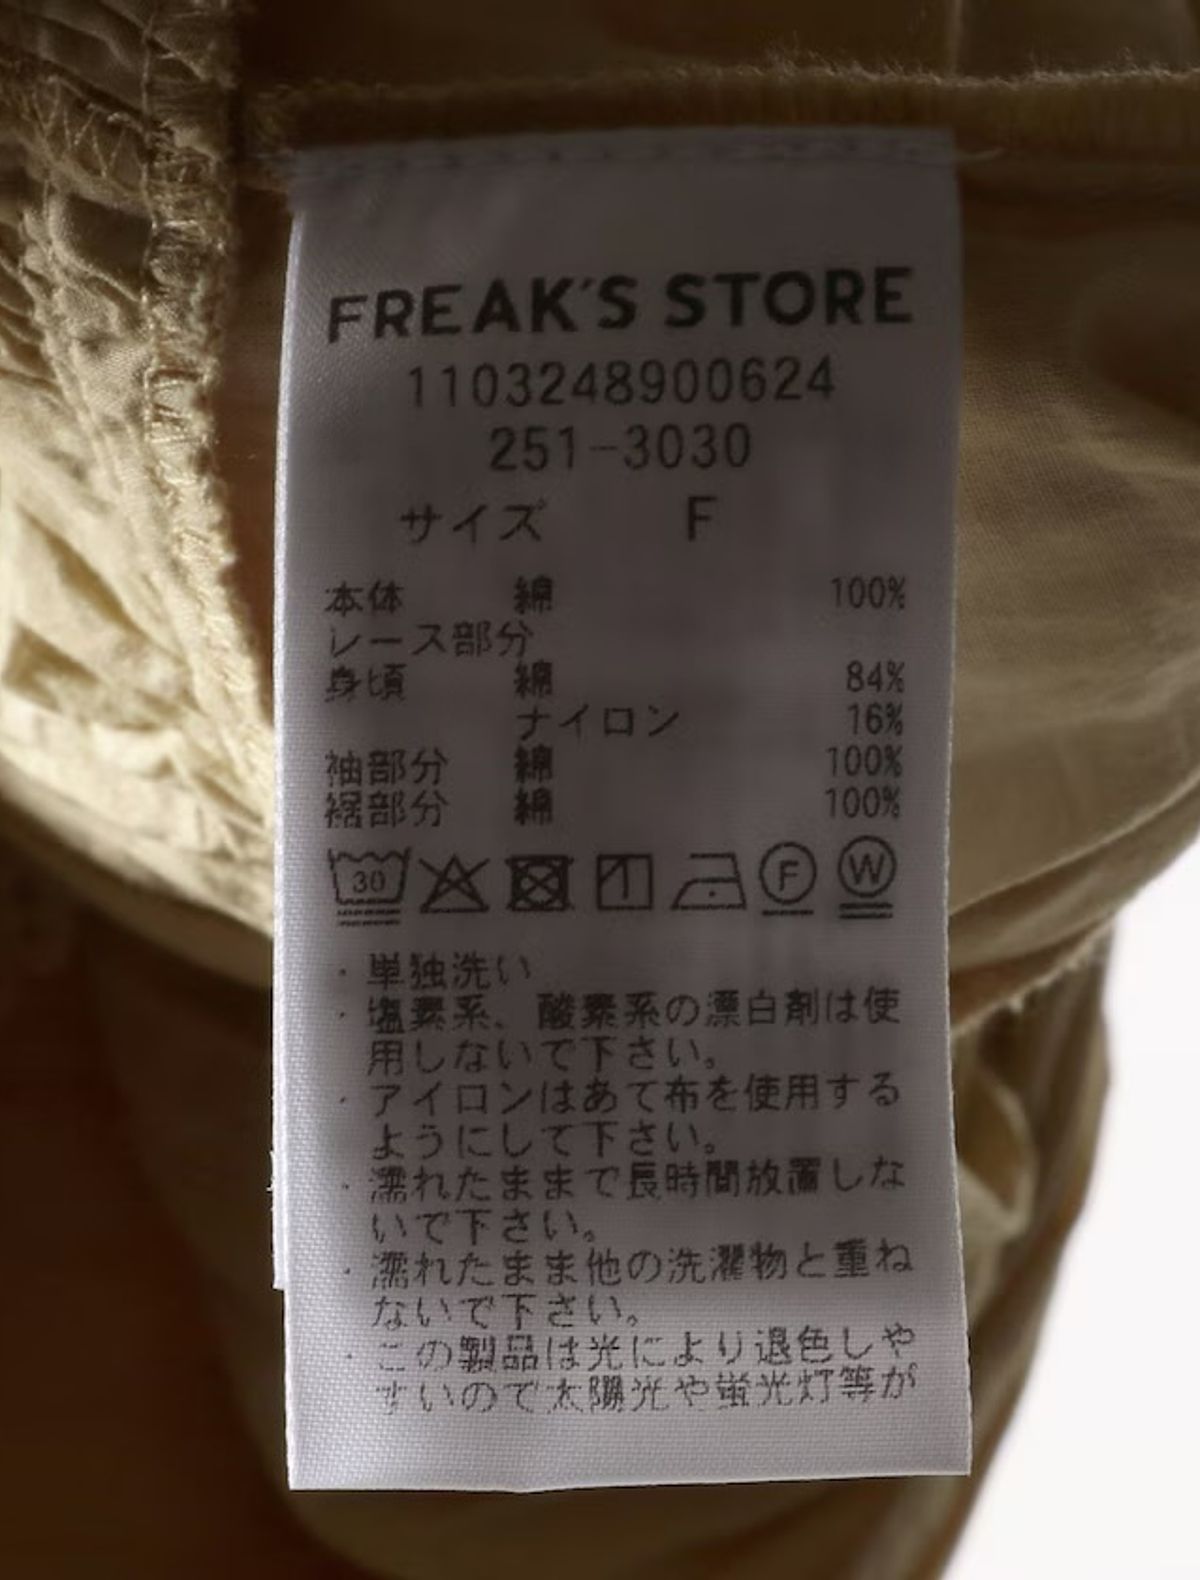 FREAK'S STORE
1103248900624
251-3030
サイズ F
本体 綿 100%
レース部分
身頃 綿 84%
ナイロン 16%
袖部分 綿 100%
裾部分 綿 100%
30 F W
・単独洗い
・塩素系、酸素系の漂白剤は使
用しないで下さい。
・アイロンはあて布を使用する
ようにして下さい。
・濡れたままで長時間放置しな
いで下さい。
・濡れたまま他の洗濯物と重ね
ないで下さい。
・この製品は光により退色しや
すいので太陽光や蛍光灯等が